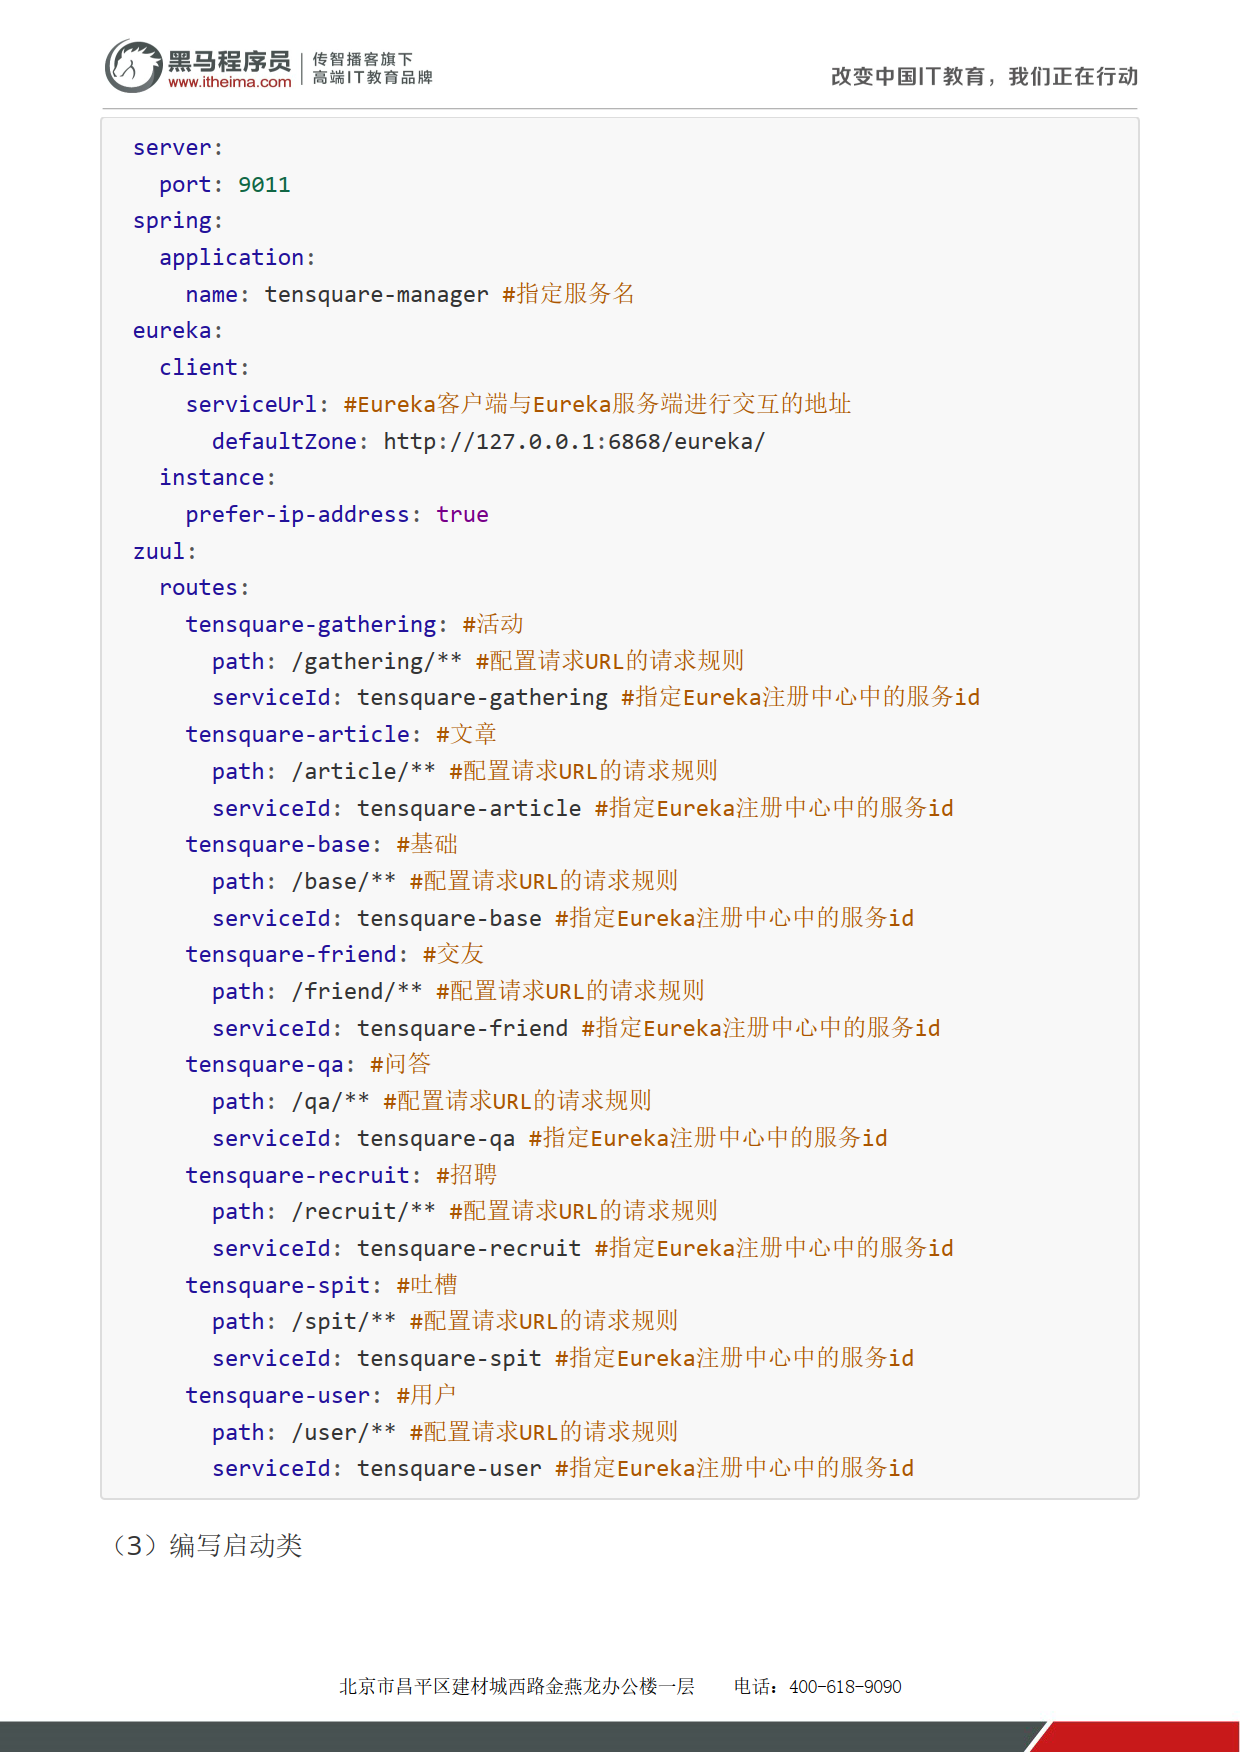 黑马程序员
www.itheima.com
传智播客旗下
高端IT教育品牌
改变中国IT教育，我们正在行动
server:
  port: 9011
spring:
  application:
    name: tensquare-manager #指定服务名
eureka:
  client:
    serviceUrl: #Eureka客户端与Eureka服务端进行交互的地址
      defaultZone: http://127.0.0.1:6868/eureka/
  instance:
    prefer-ip-address: true
zuul:
  routes:
    tensquare-gathering: #活动
      path: /gathering/** #配置请求URL的请求规则
      serviceId: tensquare-gathering #指定Eureka注册中心中的服务id
    tensquare-article: #文章
      path: /article/** #配置请求URL的请求规则
      serviceId: tensquare-article #指定Eureka注册中心中的服务id
    tensquare-base: #基础
      path: /base/** #配置请求URL的请求规则
      serviceId: tensquare-base #指定Eureka注册中心中的服务id
    tensquare-friend: #交友
      path: /friend/** #配置请求URL的请求规则
      serviceId: tensquare-friend #指定Eureka注册中心中的服务id
    tensquare-qa: #问答
      path: /qa/** #配置请求URL的请求规则
      serviceId: tensquare-qa #指定Eureka注册中心中的服务id
    tensquare-recruit: #招聘
      path: /recruit/** #配置请求URL的请求规则
      serviceId: tensquare-recruit #指定Eureka注册中心中的服务id
    tensquare-spit: #吐槽
      path: /spit/** #配置请求URL的请求规则
      serviceId: tensquare-spit #指定Eureka注册中心中的服务id
    tensquare-user: #用户
      path: /user/** #配置请求URL的请求规则
      serviceId: tensquare-user #指定Eureka注册中心中的服务id
（3）编写启动类
北京市昌平区建材城西路金燕龙办公楼一层 电话：400-618-9090